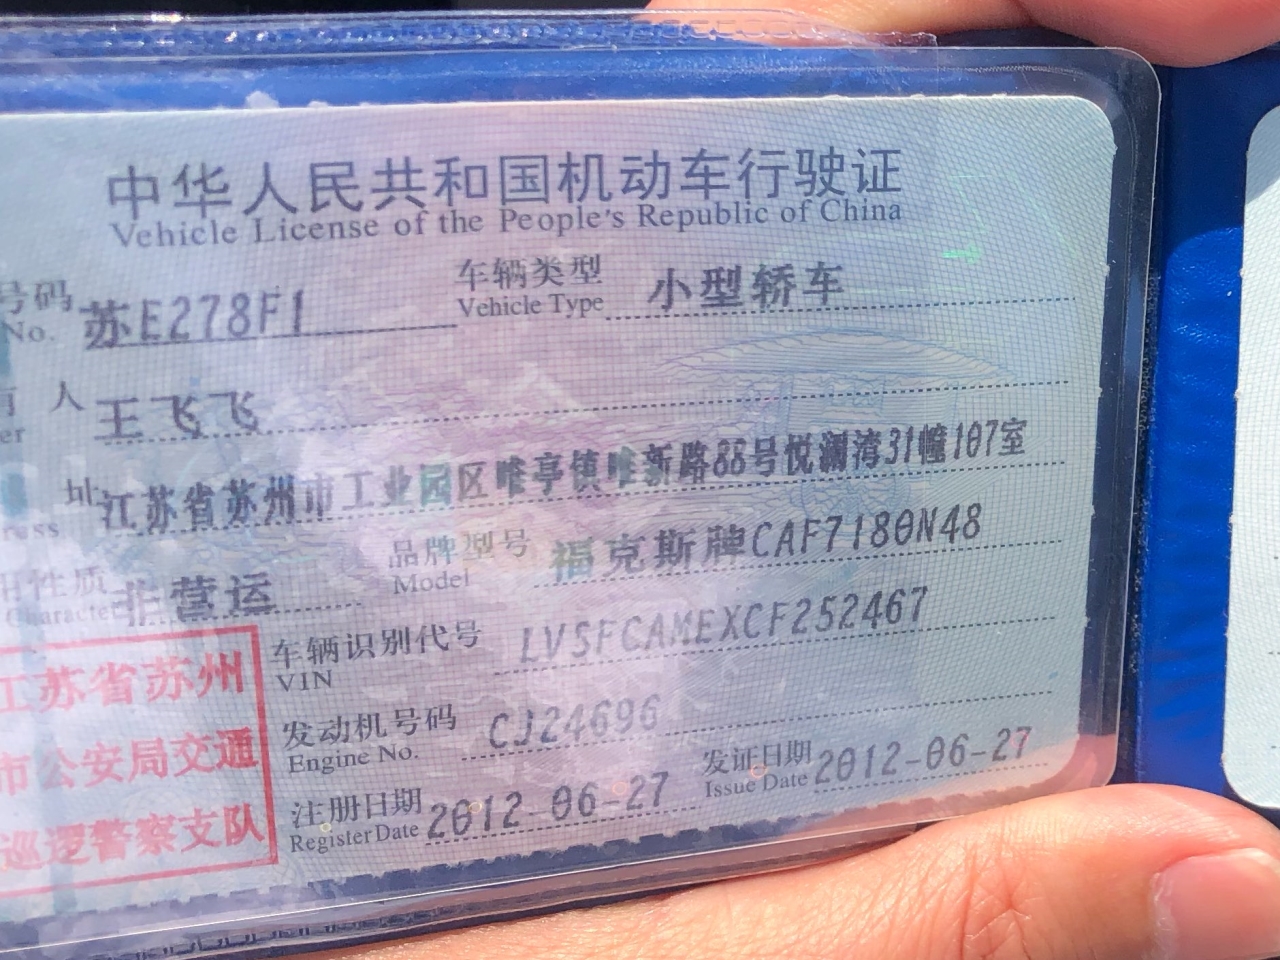 中华人民共和国机动车行驶证
Vehicle License of the People's Republic of China
号码 苏E278F1 车辆类型 小型轿车
No. Vehicle Type
人 王飞飞
址 江苏省苏州市工业园区唯亭镇唯新路88号悦澜湾31幢107室
性质 非营运 品牌型号 福克斯牌CAF7180N48
Character Model
车辆识别代号 LVSFCAMEXCF252467
VIN
发动机号码 CJ24696
Engine No.
注册日期 2012-06-27 发证日期 2012-06-27
Register Date Issue Date
江苏省苏州
市公安局交通
巡逻警察支队